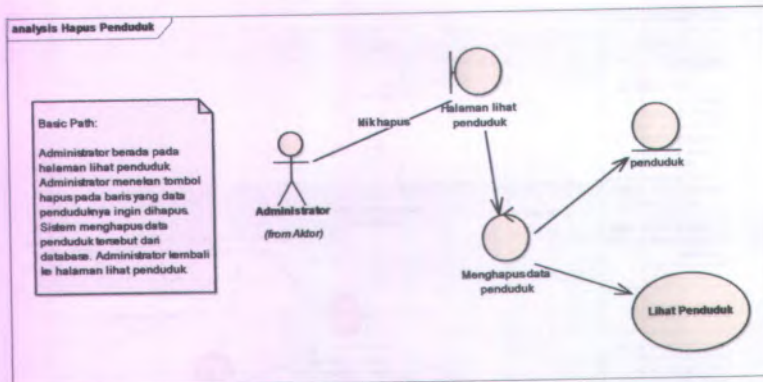 analysis Hapus Penduduk
Basic Path:
Administrator berada pada
halaman lihat penduduk
Administrator menekan tombol
hapus pada baris yang data
penduduknya ingin dihapus.
Sistem menghapus data
penduduk tersebut dari
database. Administrator kembali
ke halaman lihat penduduk
Administrator
(from Aktor)
klik hapus
Halaman lihat
penduduk
penduduk
Menghapus data
penduduk
Lihat Penduduk